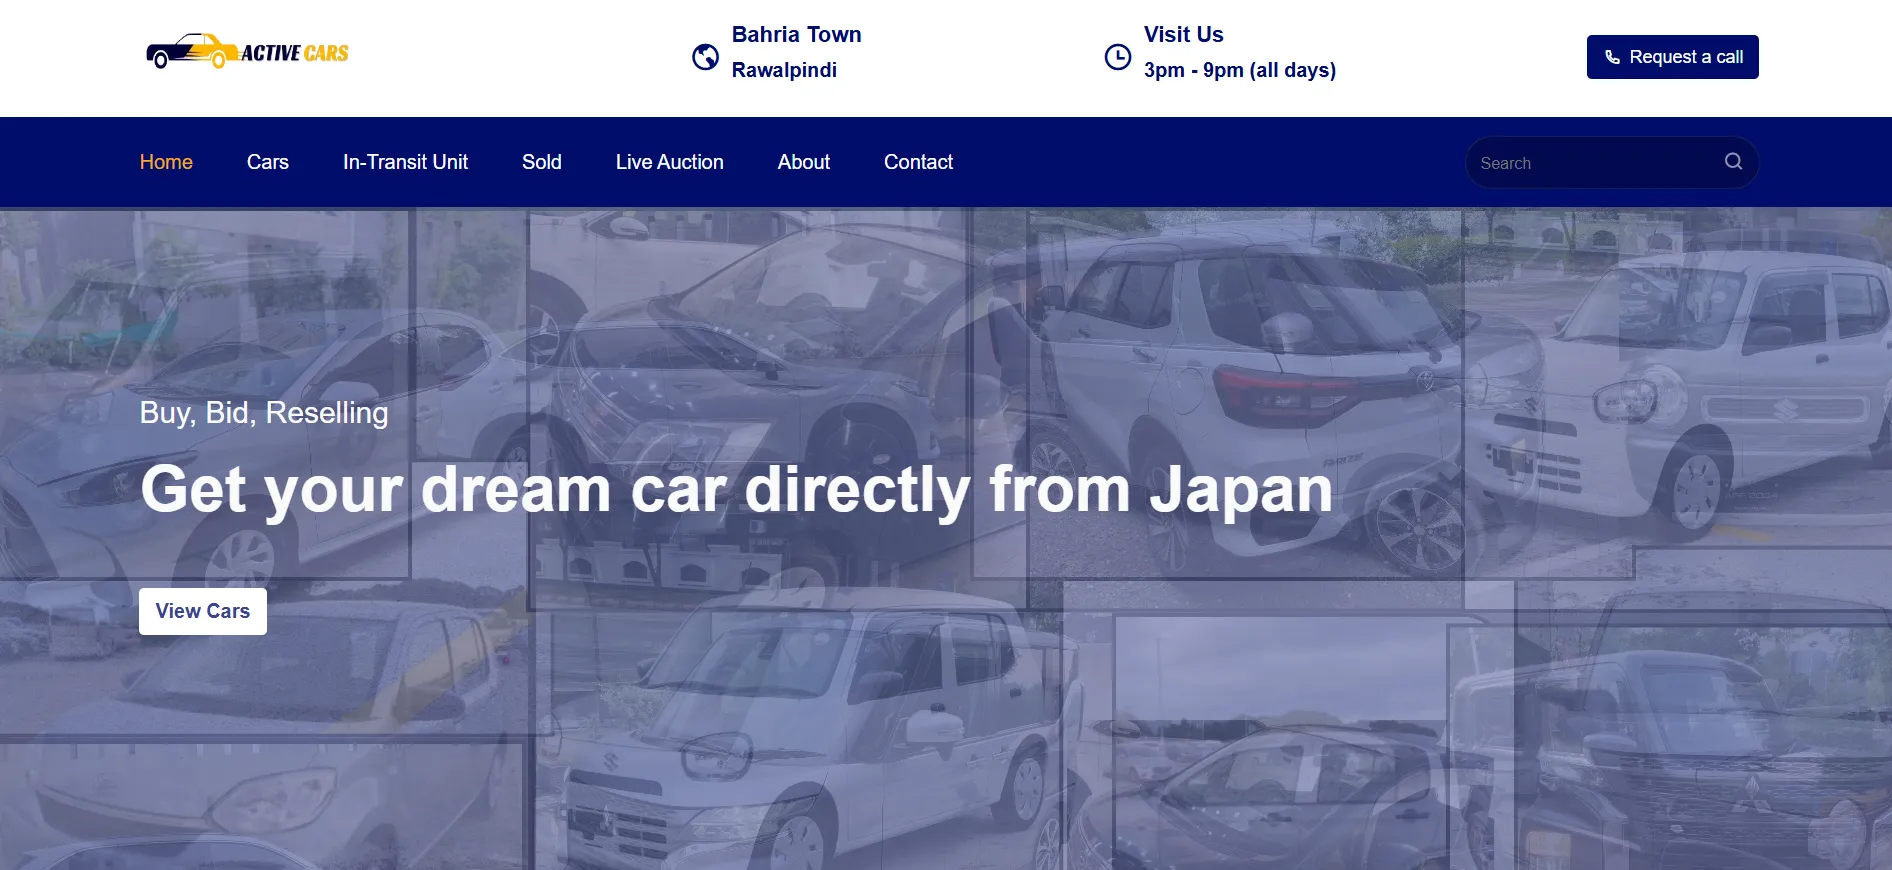 ACTIVE CARS
Bahria Town
Rawalpindi
Visit Us
3pm - 9pm (all days)
Request a call
Home
Cars
In-Transit Unit
Sold
Live Auction
About
Contact
Search
Buy, Bid, Reselling
Get your dream car directly from Japan
View Cars